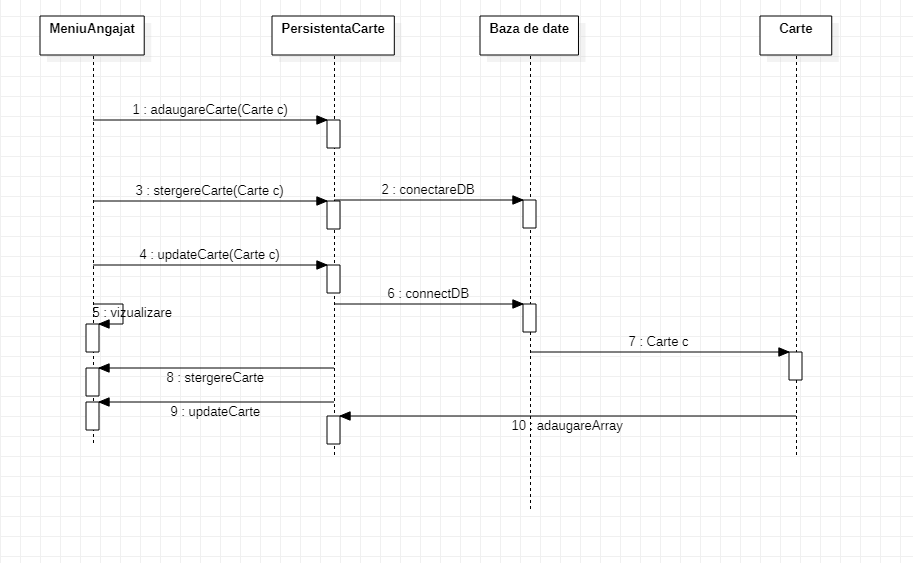 MeniuAngajat
PersistentaCarte
Baza de date
Carte
1 : adaugareCarte(Carte c)
3 : stergereCarte(Carte c)
2 : conectareDB
4 : updateCarte(Carte c)
6 : connectDB
5 : vizualizare
7 : Carte c
8 : stergereCarte
9 : updateCarte
10 : adaugareArray